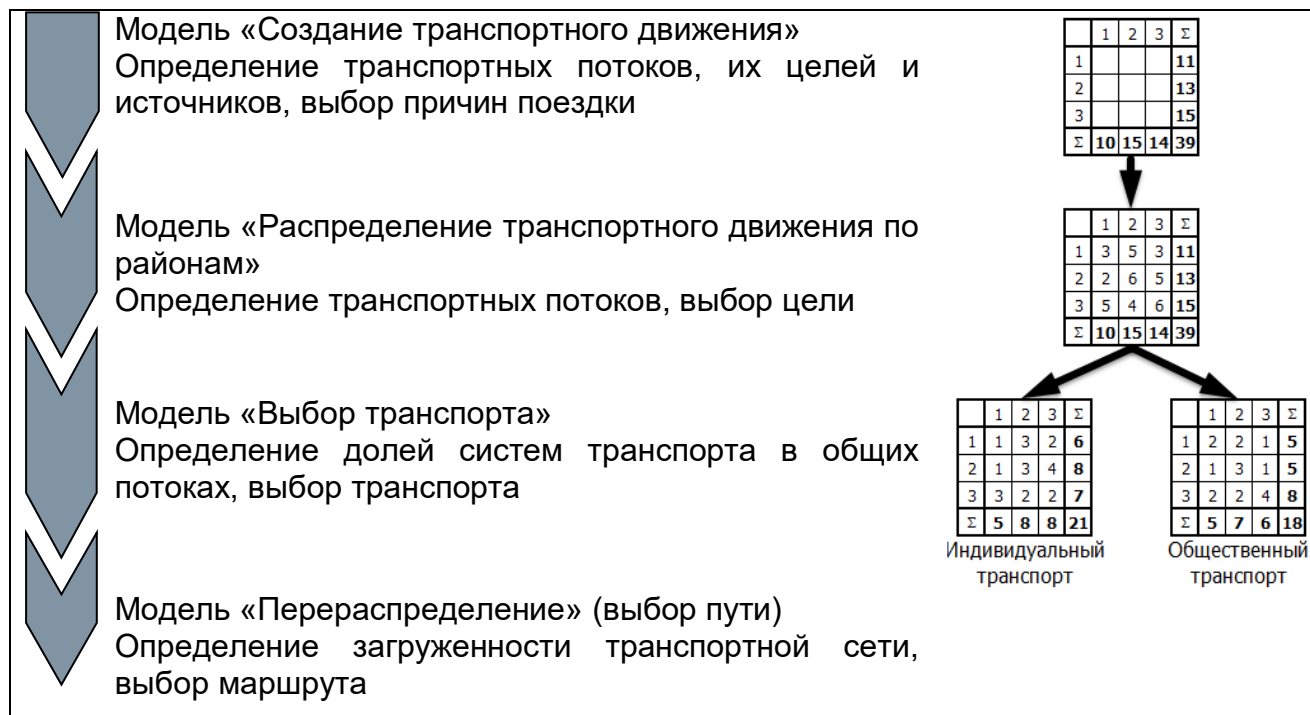 Модель «Создание транспортного движения»
Определение транспортных потоков, их целей и
источников, выбор причин поездки
1 2 3 Σ
1 11
2 13
3 15
Σ 10 15 14 39
Модель «Распределение транспортного движения по
районам»
Определение транспортных потоков, выбор цели
1 2 3 Σ
1 3 5 3 11
2 2 6 5 13
3 5 4 6 15
Σ 10 15 14 39
Модель «Выбор транспорта»
Определение долей систем транспорта в общих
потоках, выбор транспорта
1 2 3 Σ
1 1 3 2 6
2 1 3 4 8
3 3 2 2 7
Σ 5 8 8 21
Индивидуальный
транспорт
1 2 3 Σ
1 2 2 1 5
2 1 3 1 5
3 2 2 4 8
Σ 5 7 6 18
Общественный
транспорт
Модель «Перераспределение» (выбор пути)
Определение загруженности транспортной сети,
выбор маршрута